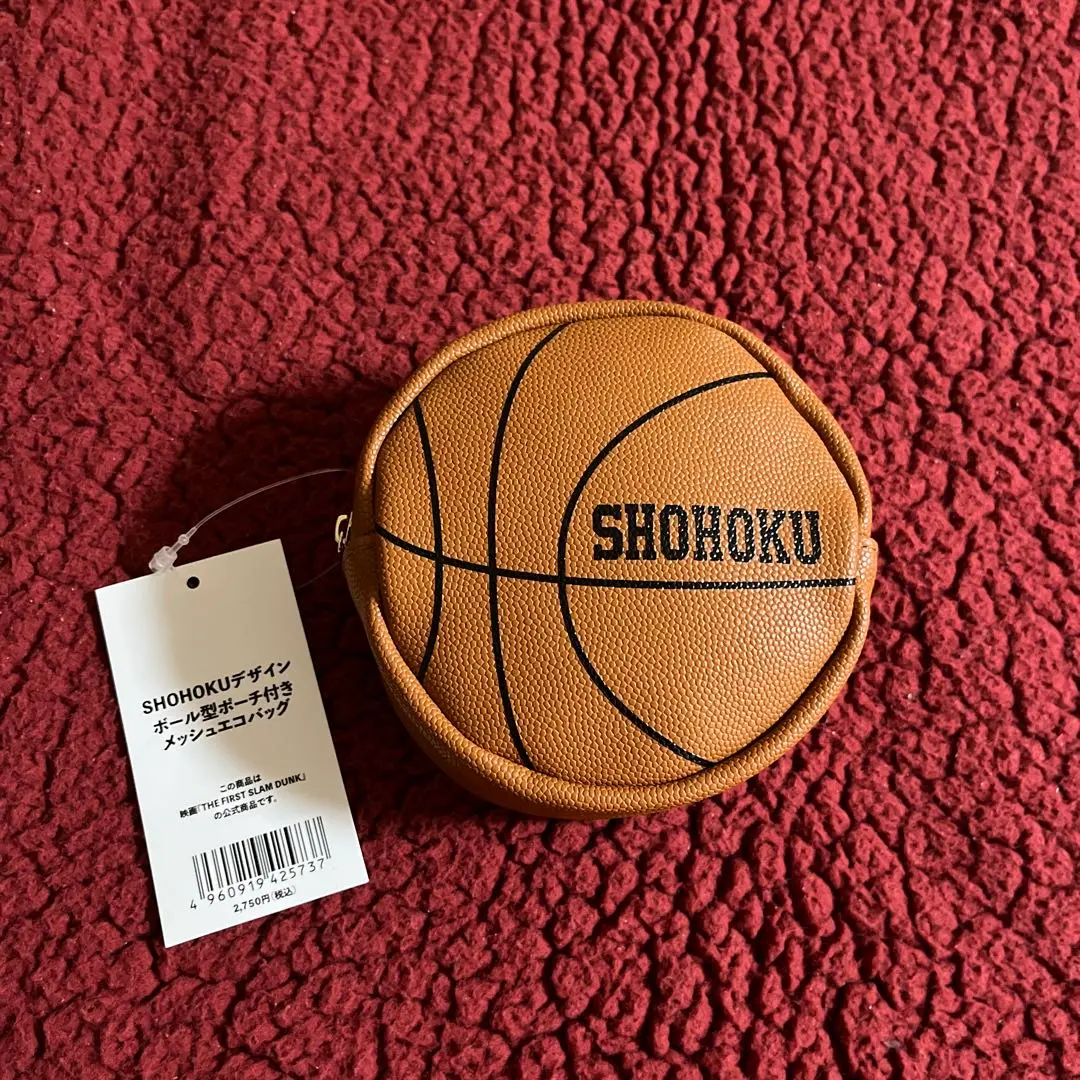 SHOHOKU
SHOHOKUデザイン
ボール型ポーチ付き
メッシュエコバッグ
この商品は
映画『THE FIRST SLAM DUNK』
の公式商品です。
4 960919 425737
2,750円(税込)